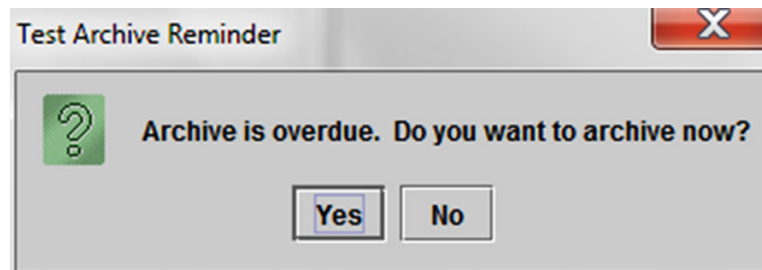 Test Archive Reminder
Archive is overdue. Do you want to archive now?
Yes No